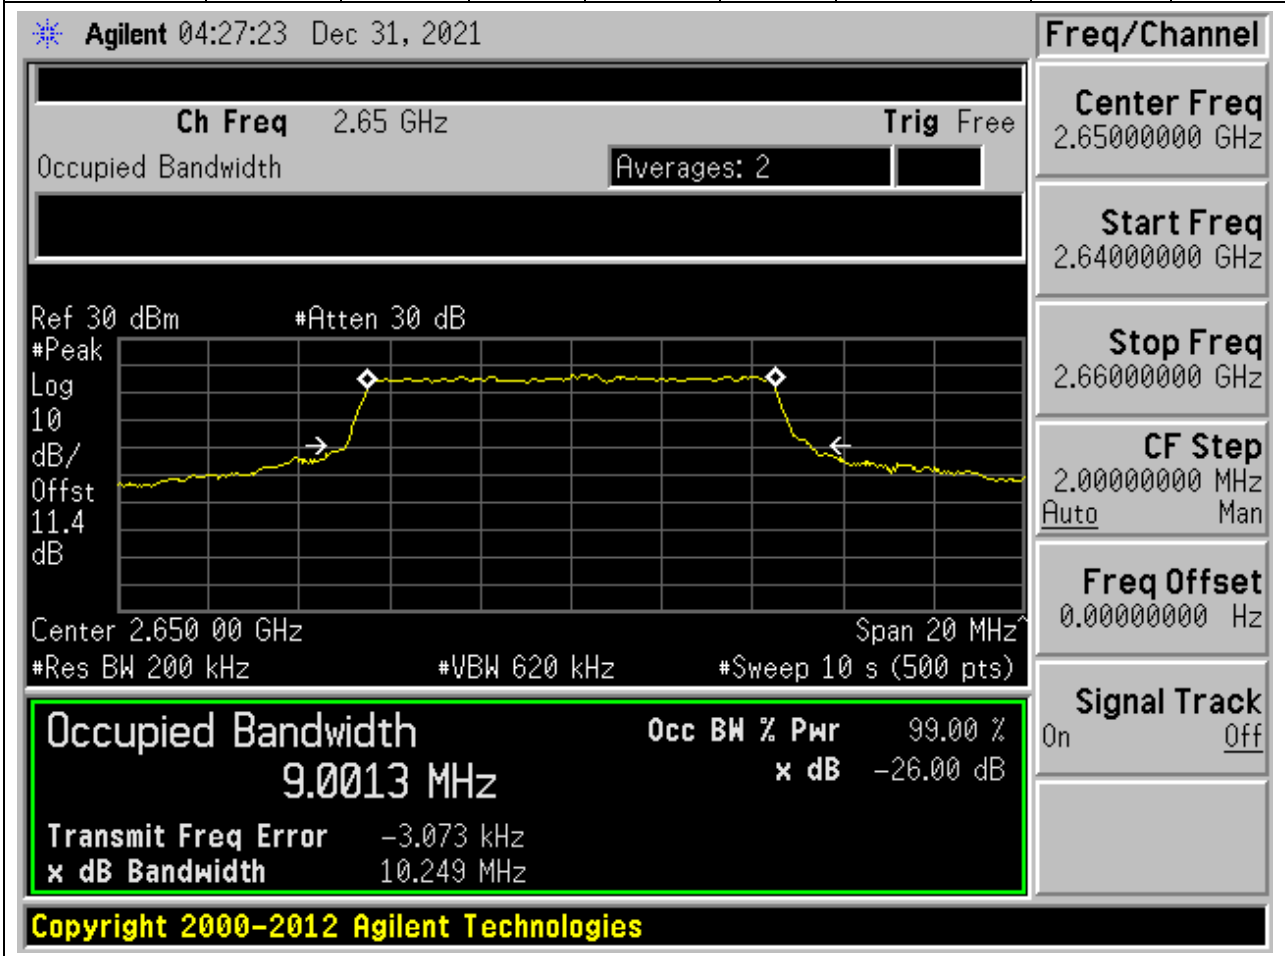 Agilent 04:27:23 Dec 31, 2021
Freq/Channel
Ch Freq 2.65 GHz Trig Free
Occupied Bandwidth Averages: 2
Center Freq
2.65000000 GHz
Start Freq
2.64000000 GHz
Stop Freq
2.66000000 GHz
CF Step
2.00000000 MHz
Auto Man
Freq Offset
0.00000000 Hz
Signal Track
On Off
Ref 30 dBm #Atten 30 dB
#Peak
Log
10
dB/
Offst
11.4
dB
Center 2.650 00 GHz Span 20 MHz^
#Res BW 200 kHz #VBW 620 kHz #Sweep 10 s (500 pts)
Occupied Bandwidth Occ BW % Pwr 99.00 %
9.0013 MHz x dB -26.00 dB
Transmit Freq Error -3.073 kHz
x dB Bandwidth 10.249 MHz
Copyright 2000-2012 Agilent Technologies